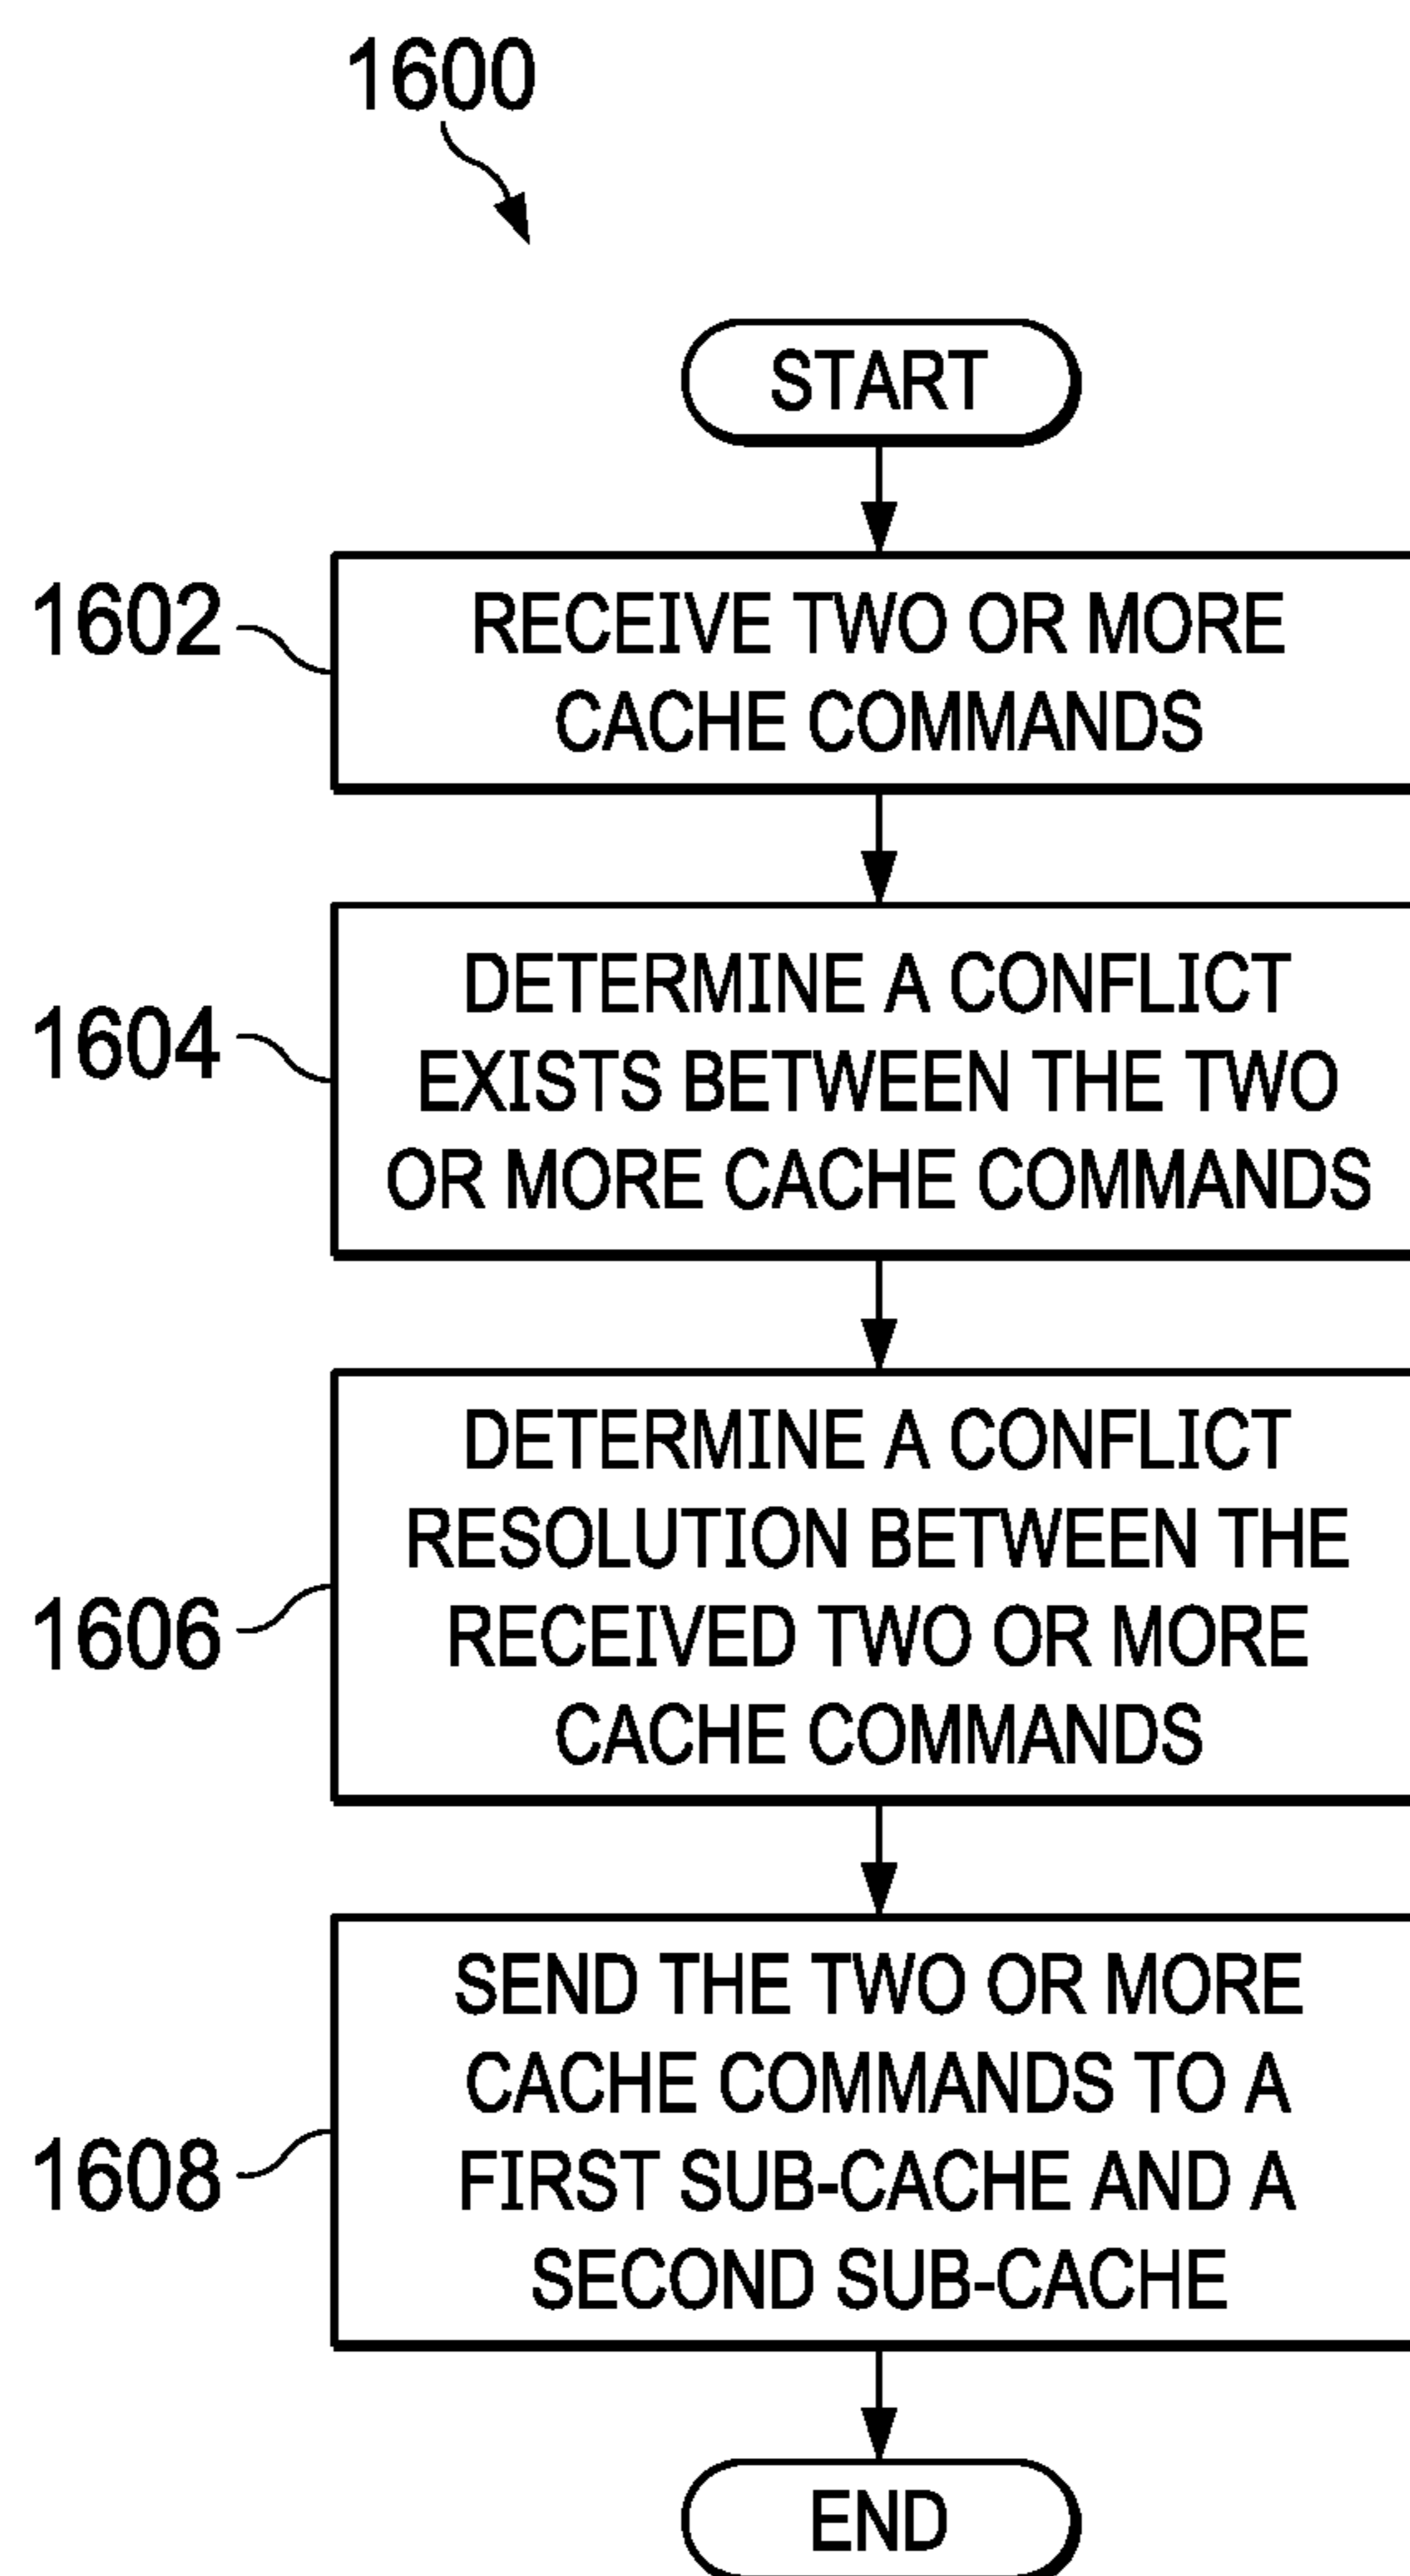 1600
START
1602
RECEIVE TWO OR MORE
CACHE COMMANDS
1604
DETERMINE A CONFLICT
EXISTS BETWEEN THE TWO
OR MORE CACHE COMMANDS
1606
DETERMINE A CONFLICT
RESOLUTION BETWEEN THE
RECEIVED TWO OR MORE
CACHE COMMANDS
1608
SEND THE TWO OR MORE
CACHE COMMANDS TO A
FIRST SUB-CACHE AND A
SECOND SUB-CACHE
END